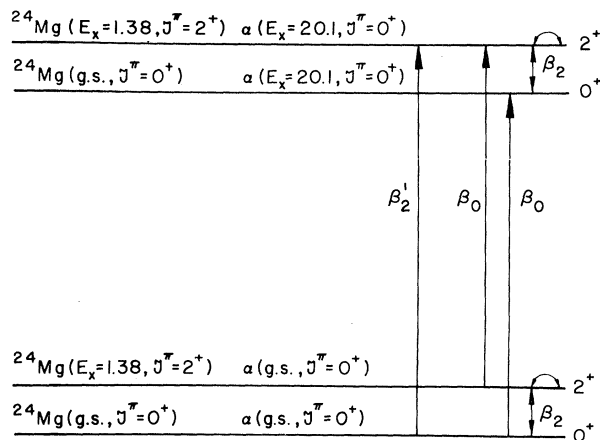 ²⁴Mg(Eₓ=1.38, J^π=2⁺) α(Eₓ=20.1, J^π=0⁺) 2⁺
β₂
²⁴Mg(g.s., J^π=0⁺) α(Eₓ=20.1, J^π=0⁺) 0⁺
β₂' β₀ β₀
²⁴Mg(Eₓ=1.38, J^π=2⁺) α(g.s., J^π=0⁺) 2⁺
β₂
²⁴Mg(g.s., J^π=0⁺) α(g.s., J^π=0⁺) 0⁺